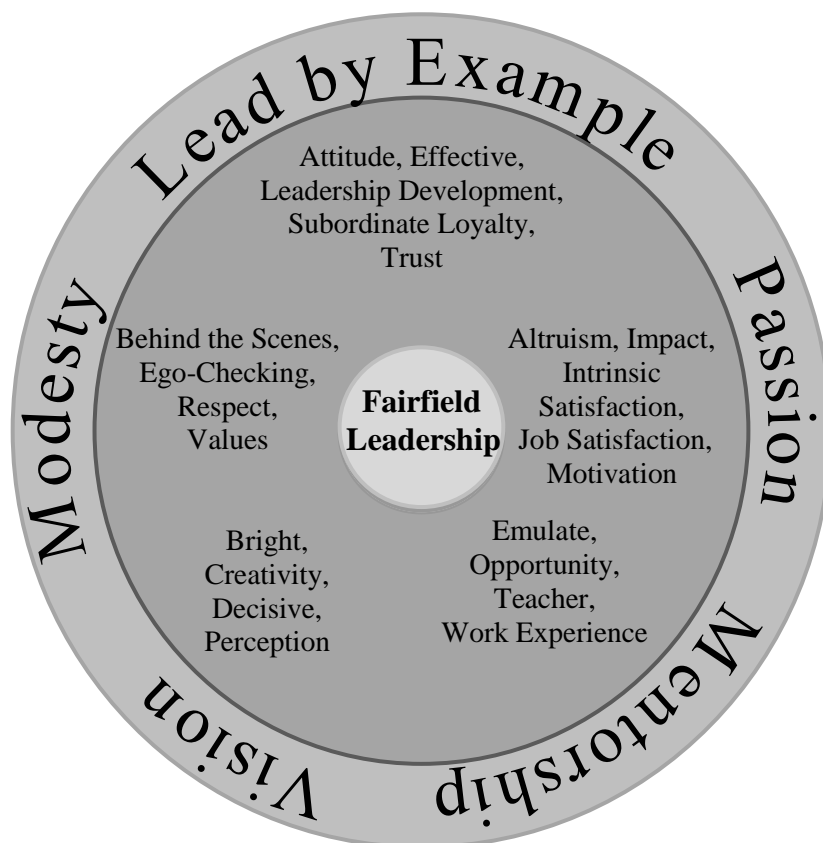 Lead by Example
Attitude, Effective,
Leadership Development,
Subordinate Loyalty,
Trust
Passion
Altruism, Impact,
Intrinsic
Satisfaction,
Job Satisfaction,
Motivation
Mentorship
Emulate,
Opportunity,
Teacher,
Work Experience
Vision
Bright,
Creativity,
Decisive,
Perception
Modesty
Behind the Scenes,
Ego-Checking,
Respect,
Values
Fairfield
Leadership